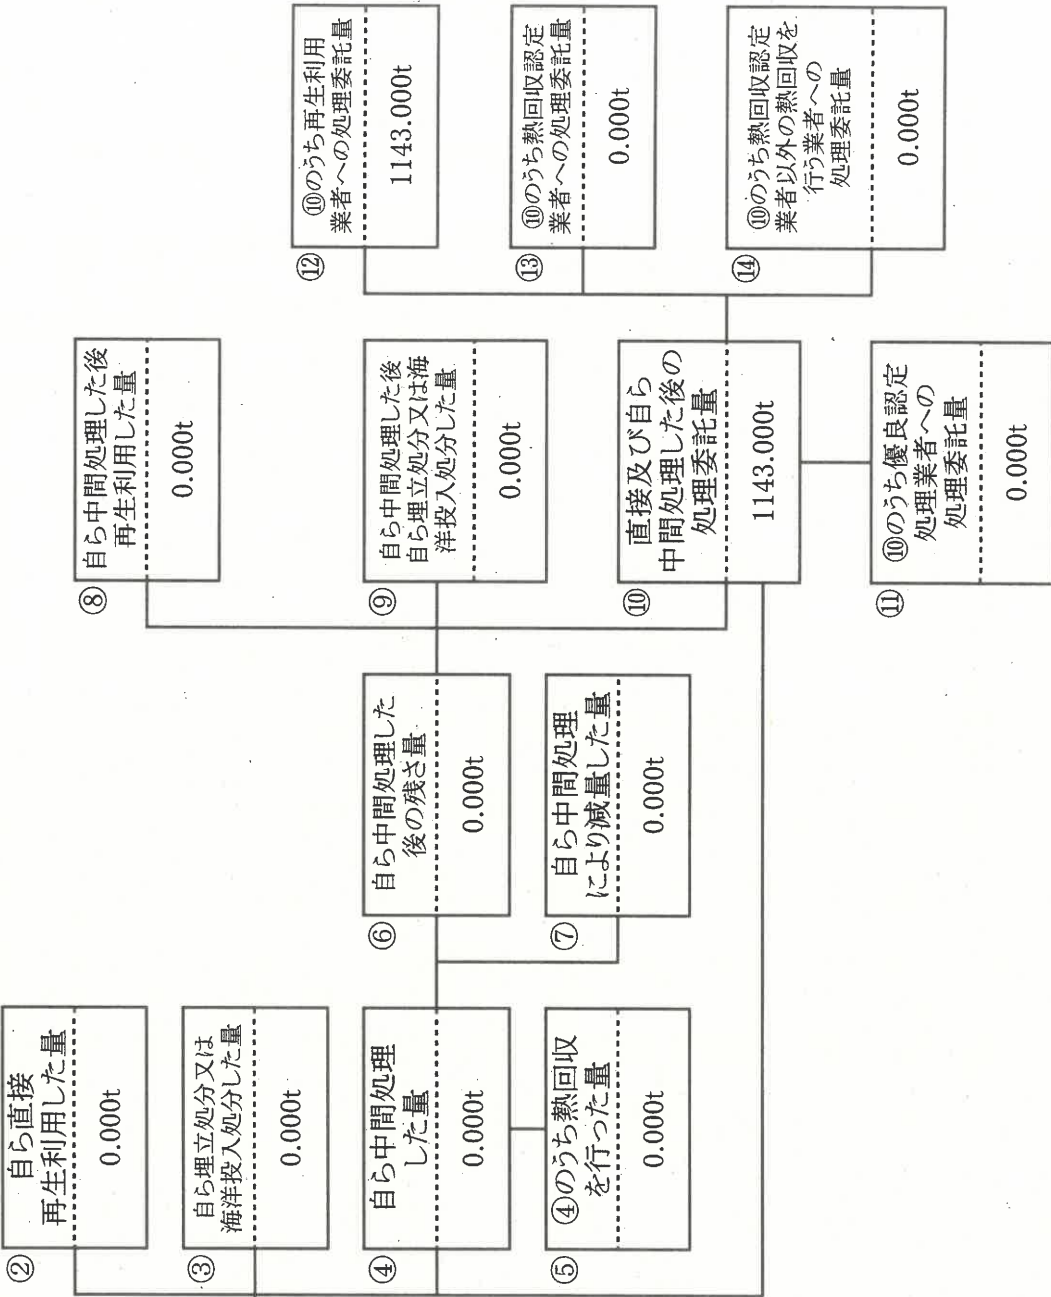 ②
自ら直接
再生利用した量
0.000t
③
自ら埋立処分又は
海洋投入処分した量
0.000t
④
自ら中間処理
した量
0.000t
⑤
④のうち熱回収
を行った量
0.000t
⑥
自ら中間処理した
後の残さ量
0.000t
⑦
自ら中間処理
により減量した量
0.000t
⑧
自ら中間処理した後
再生利用した量
0.000t
⑨
自ら中間処理した後
自ら埋立処分又は海
洋投入処分した量
0.000t
⑩
直接及び自ら
中間処理した後の
処理委託量
1143.000t
⑪
⑩のうち優良認定
処理業者への
処理委託量
0.000t
⑫
⑩のうち再生利用
業者への処理委託量
1143.000t
⑬
⑩のうち熱回収認定
業者への処理委託量
0.000t
⑭
⑩のうち熱回収認定
業者以外の熱回収を
行う業者への
処理委託量
0.000t